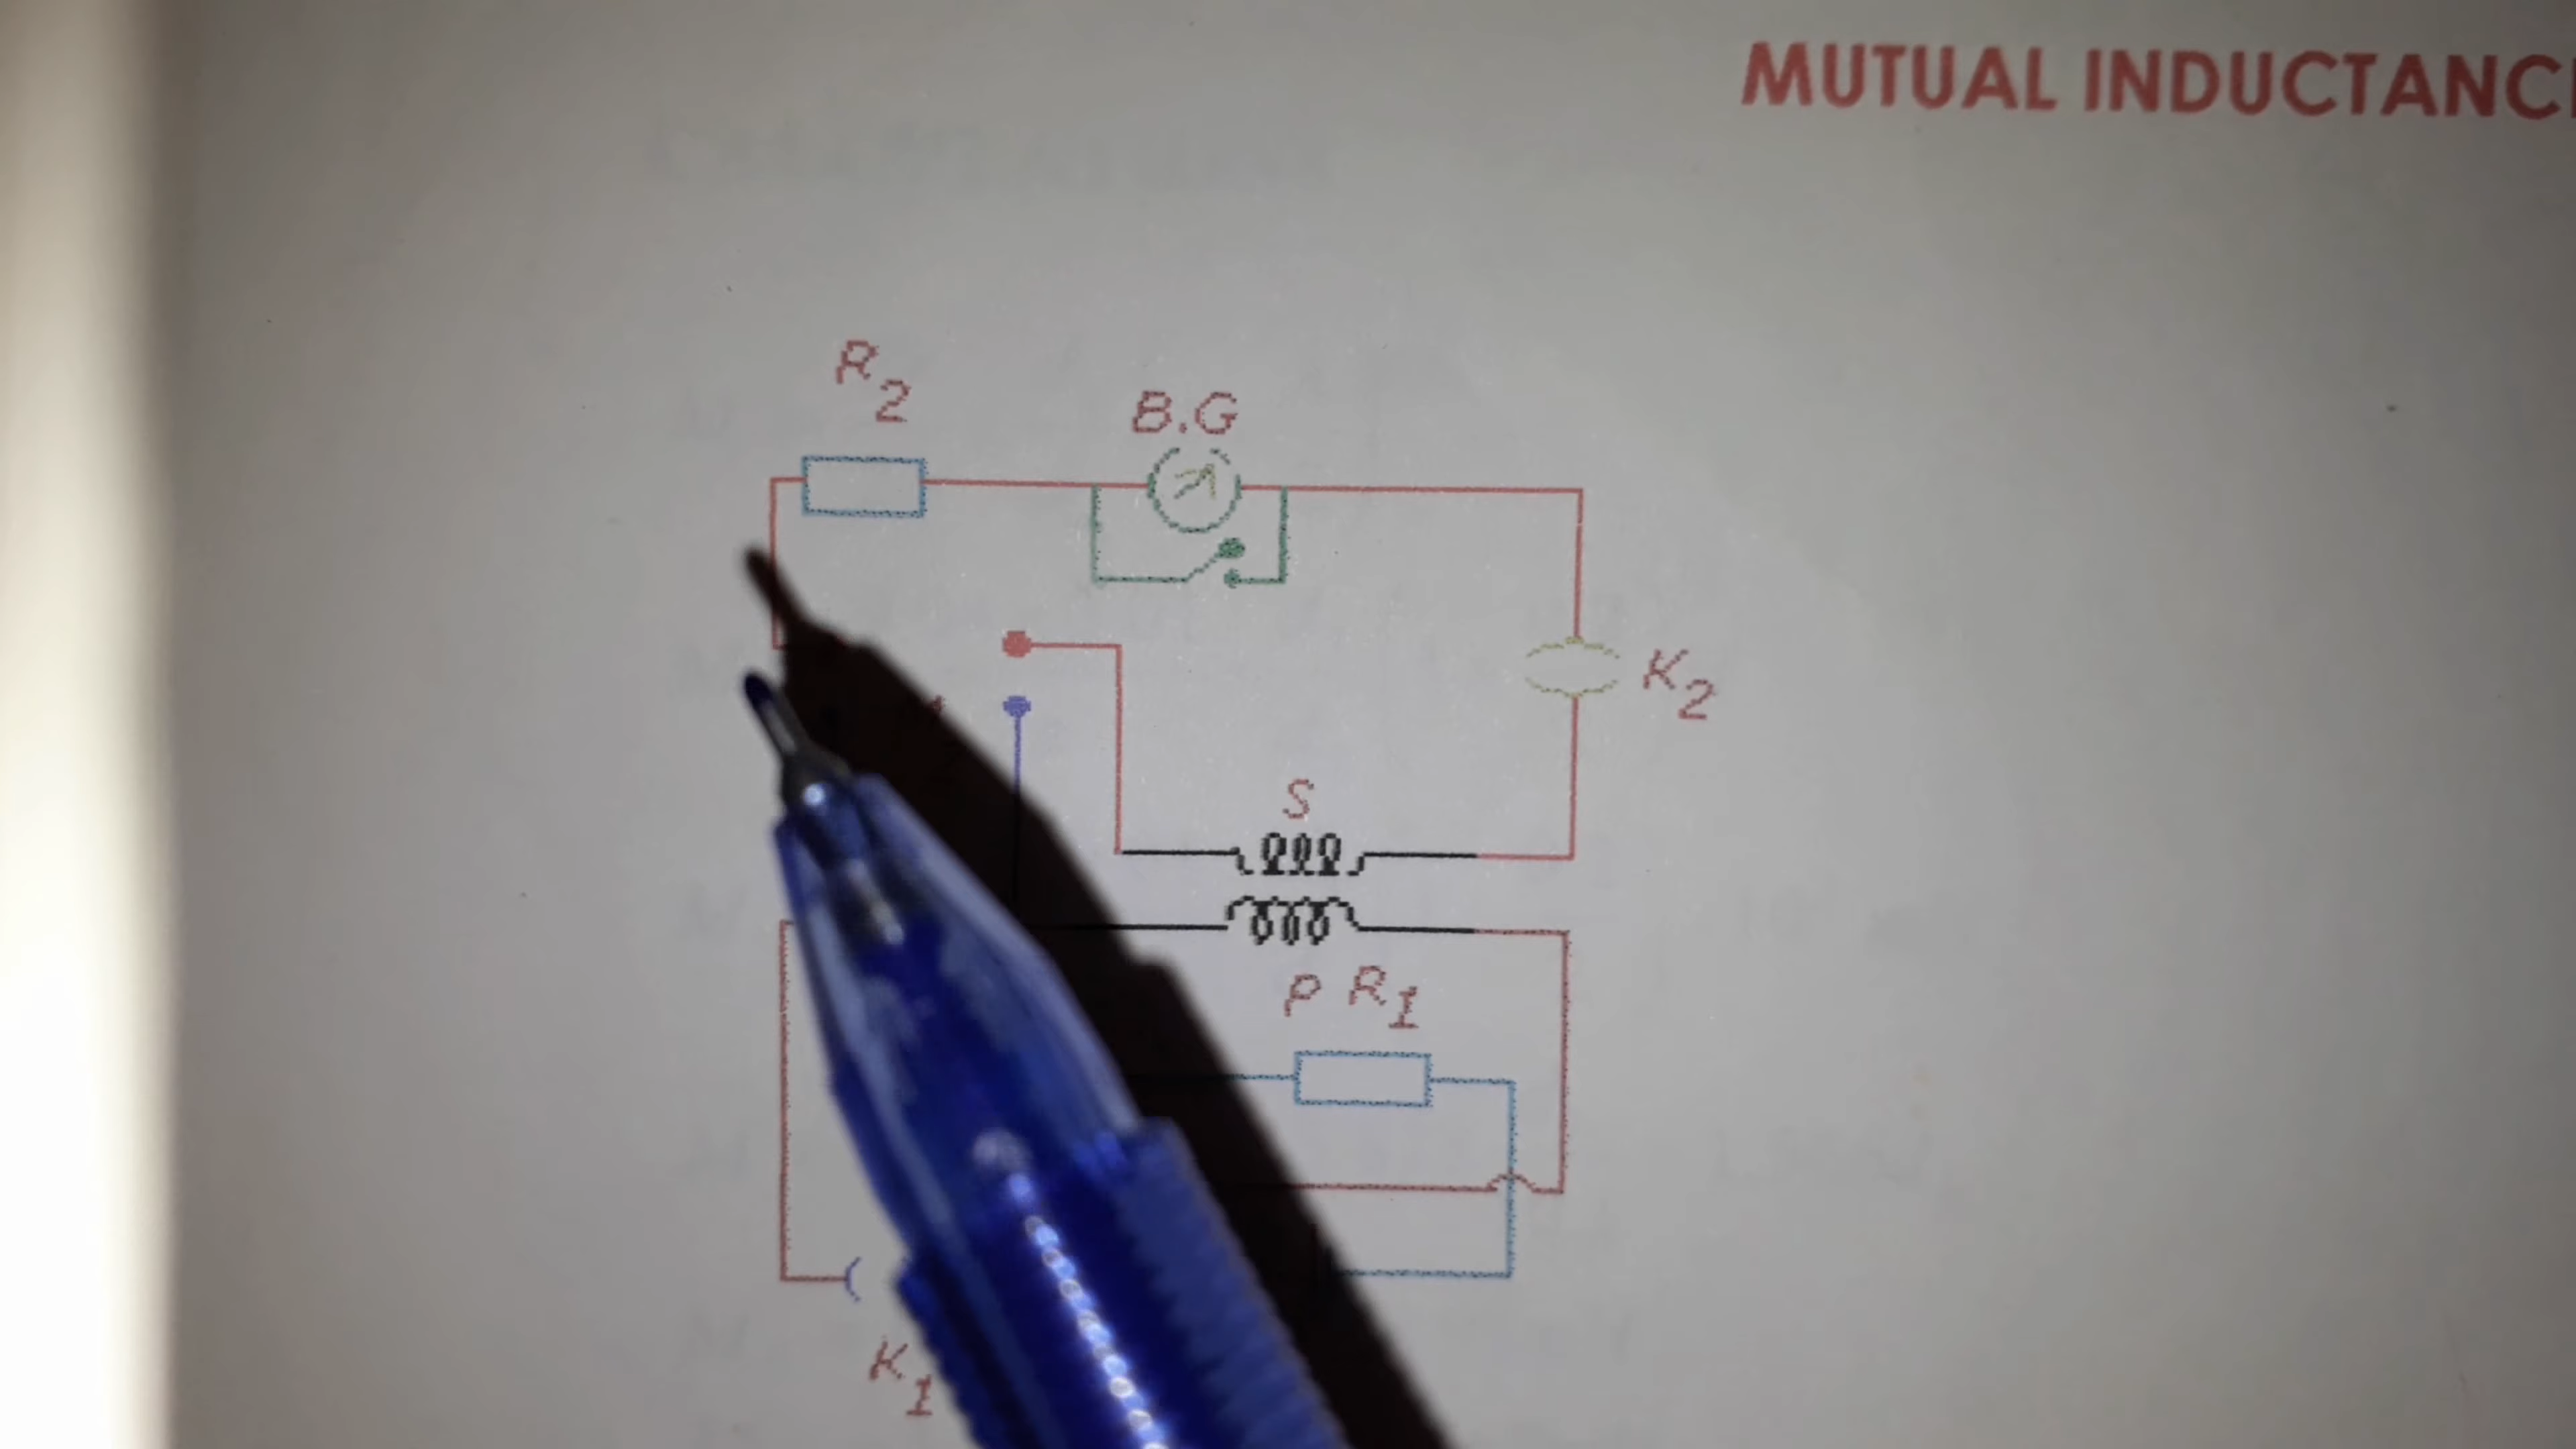 MUTUAL INDUCTANC
R2
B.G
K2
S
P R1
K1